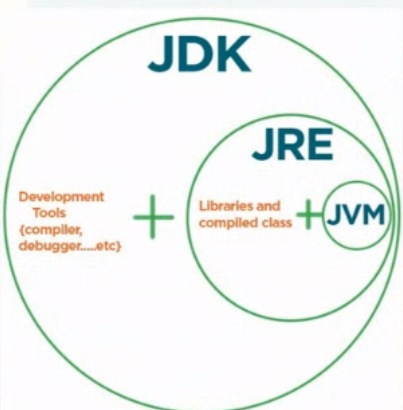 JDK
JRE
Development
Tools
{compiler,
debugger.....etc}
+
Libraries and
compiled class
+
JVM